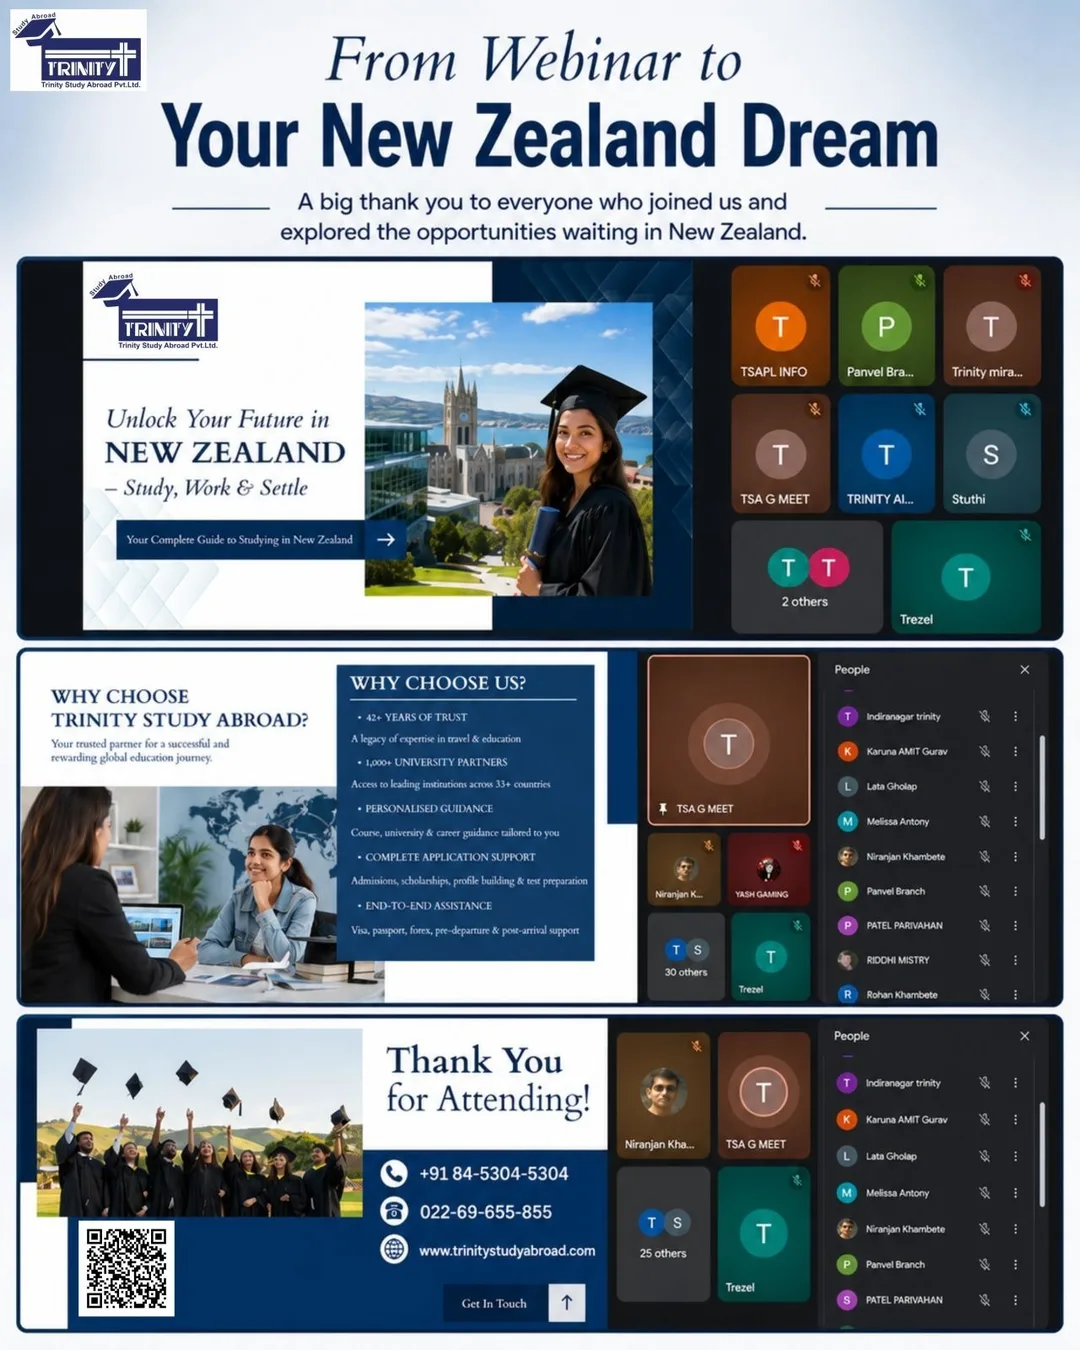 Study Abroad
TRINITY
Trinity Study Abroad Pvt.Ltd.
From Webinar to
Your New Zealand Dream
A big thank you to everyone who joined us and
explored the opportunities waiting in New Zealand.
Study Abroad
TRINITY
Trinity Study Abroad Pvt.Ltd.
Unlock Your Future in
NEW ZEALAND
– Study, Work & Settle
Your Complete Guide to Studying in New Zealand
T
TSAPL INFO
P
Panvel Bra...
T
Trinity mira...
T
TSA G MEET
T
TRINITY AI...
S
Stuthi
T T
2 others
T
Trezel
WHY CHOOSE
TRINITY STUDY ABROAD?
Your trusted partner for a successful and
rewarding global education journey.
WHY CHOOSE US?
• 42+ YEARS OF TRUST
A legacy of expertise in travel & education
• 1,000+ UNIVERSITY PARTNERS
Access to leading institutions across 33+ countries
• PERSONALISED GUIDANCE
Course, university & career guidance tailored to you
• COMPLETE APPLICATION SUPPORT
Admissions, scholarships, profile building & test preparation
• END-TO-END ASSISTANCE
Visa, passport, forex, pre-departure & post-arrival support
T
TSA G MEET
Niranjan K...
YASH GAMING
T S
30 others
T
Trezel
People
T Indiranagar trinity
K Karuna AMIT Gurav
L Lata Gholap
M Melissa Antony
Niranjan Khambete
P Panvel Branch
P PATEL PARIVAHAN
RIDDHI MISTRY
R Rohan Khambete
Thank You
for Attending!
+91 84-5304-5304
022-69-655-855
www.trinitystudyabroad.com
Get In Touch
Niranjan Kha...
T
TSA G MEET
T S
25 others
T
Trezel
People
T Indiranagar trinity
K Karuna AMIT Gurav
L Lata Gholap
M Melissa Antony
Niranjan Khambete
P Panvel Branch
S PATEL PARIVAHAN